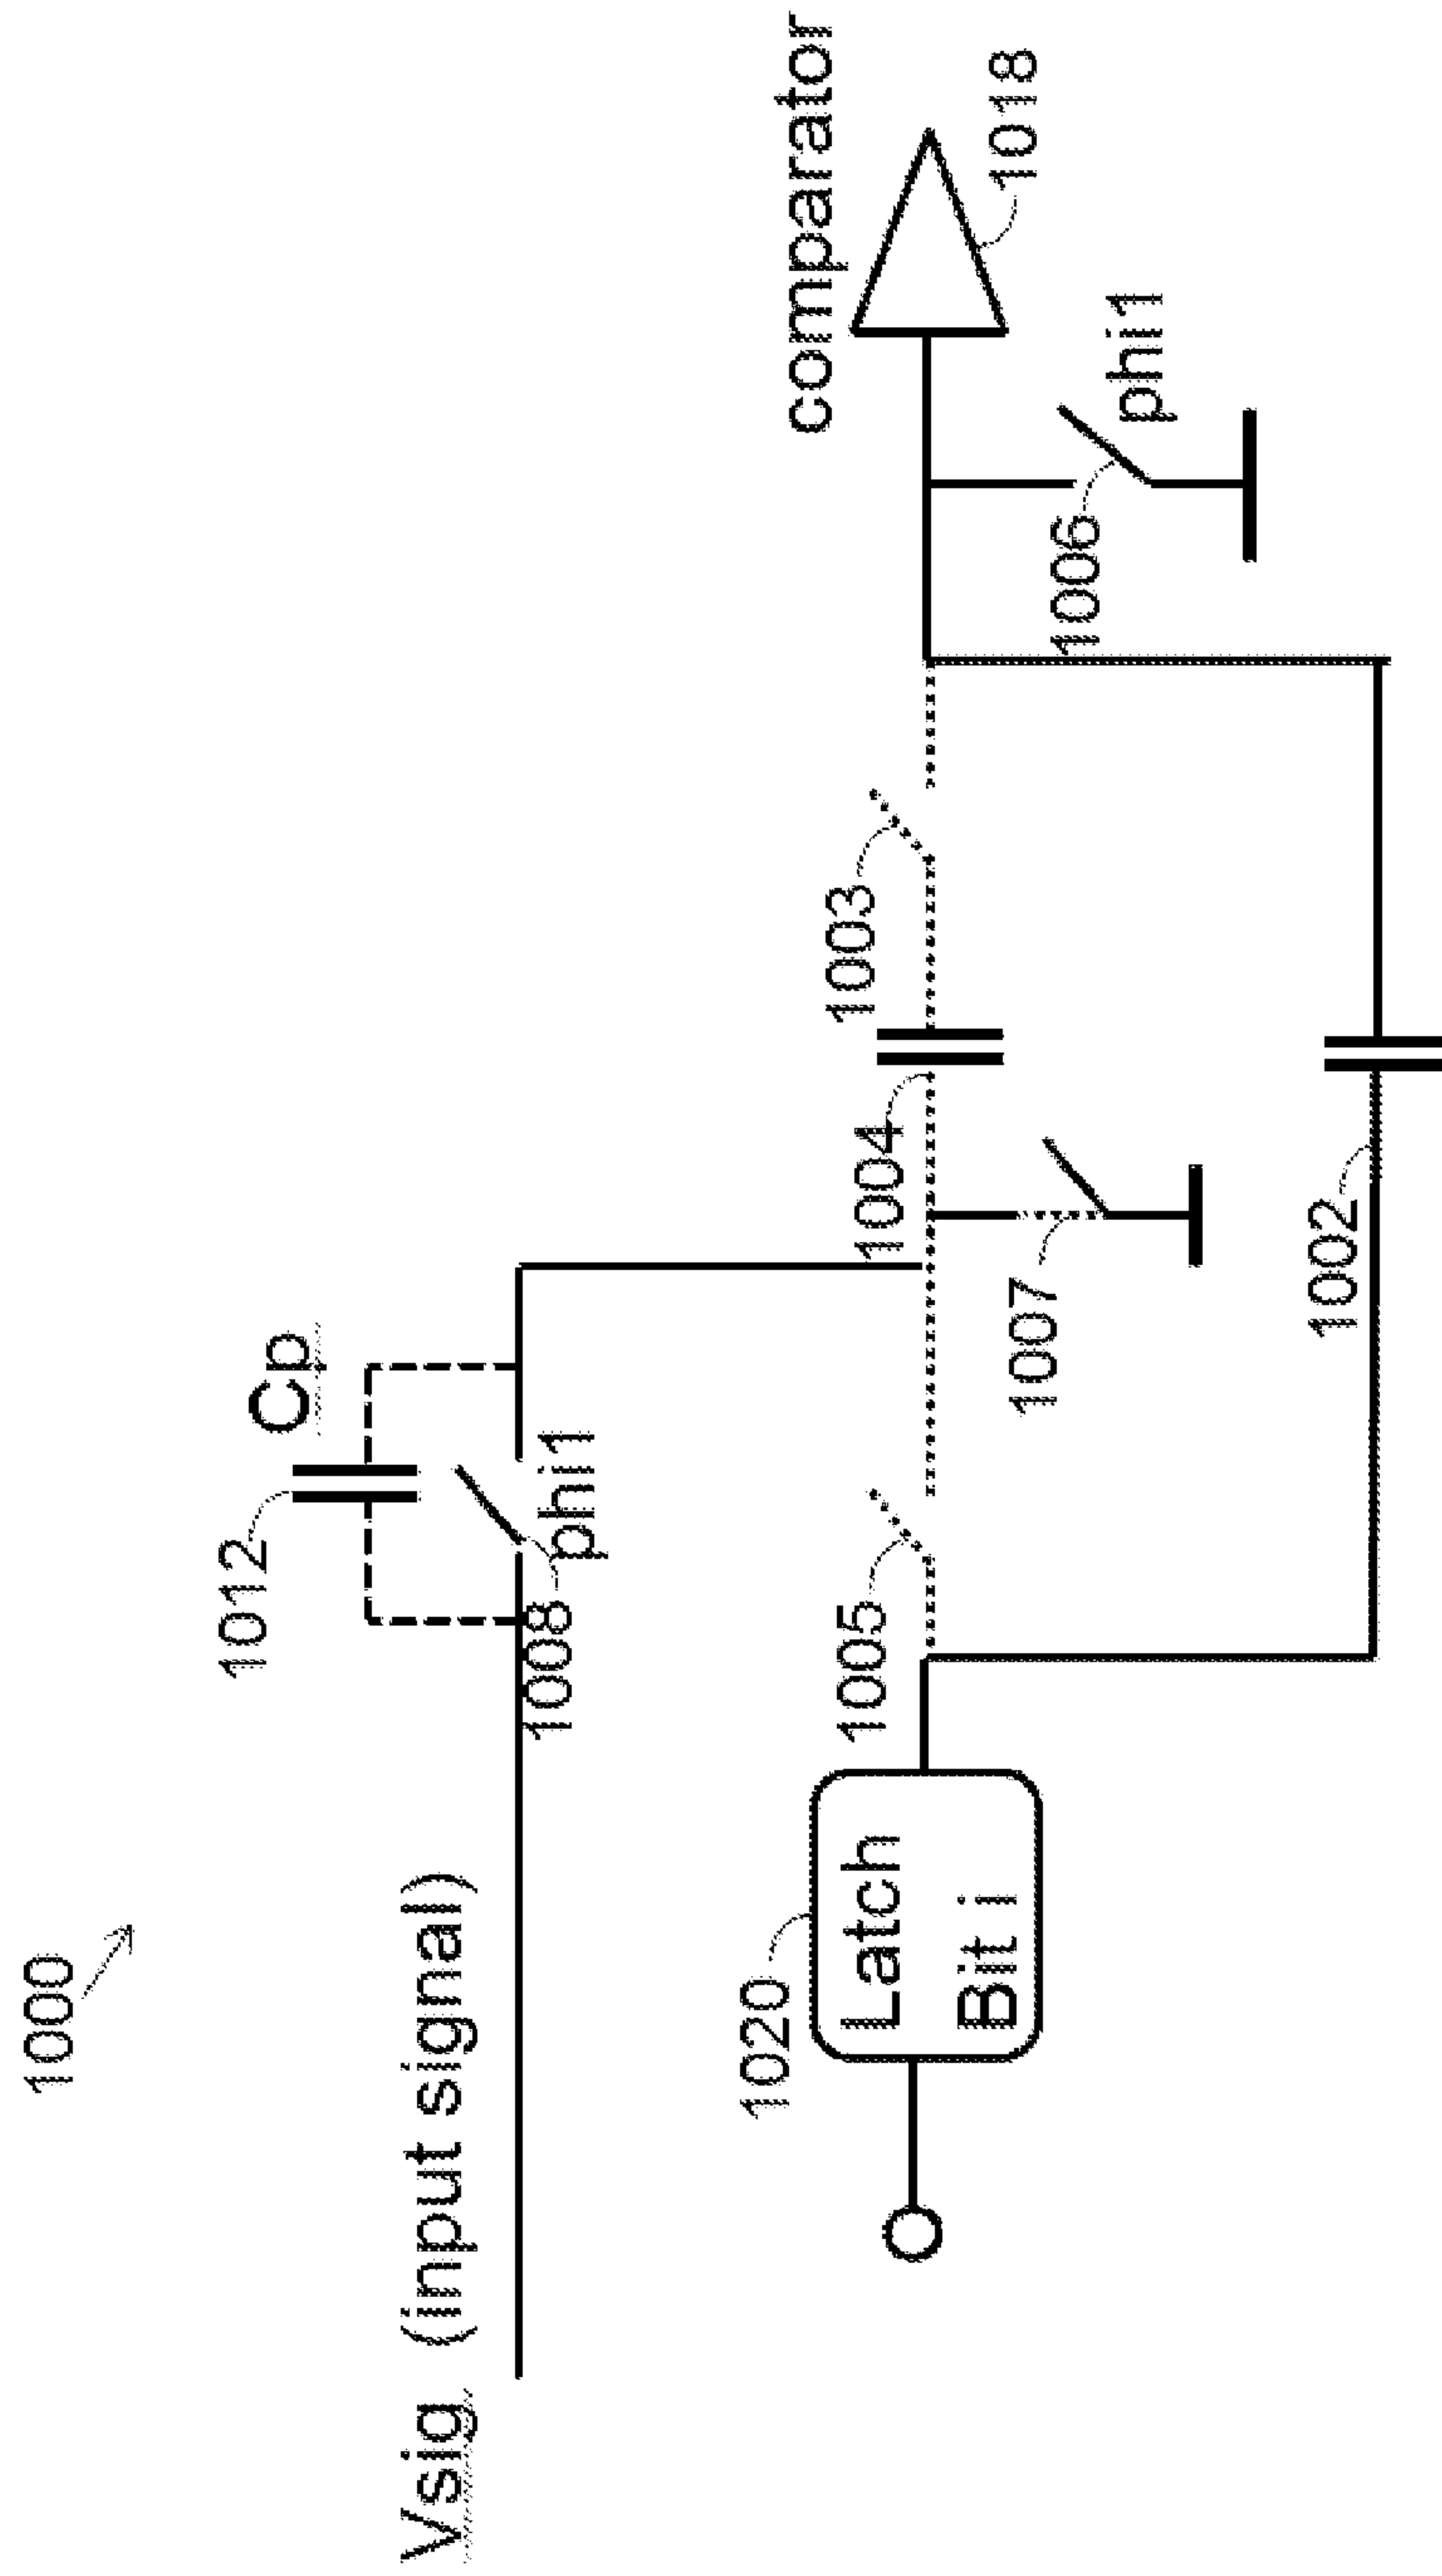 1000
1012
Cp
Vsig (input signal)
1008
phi1
comparator
1018
1020
Latch
Bit i
1005
1004
1003
1007
1006
phi1
1002